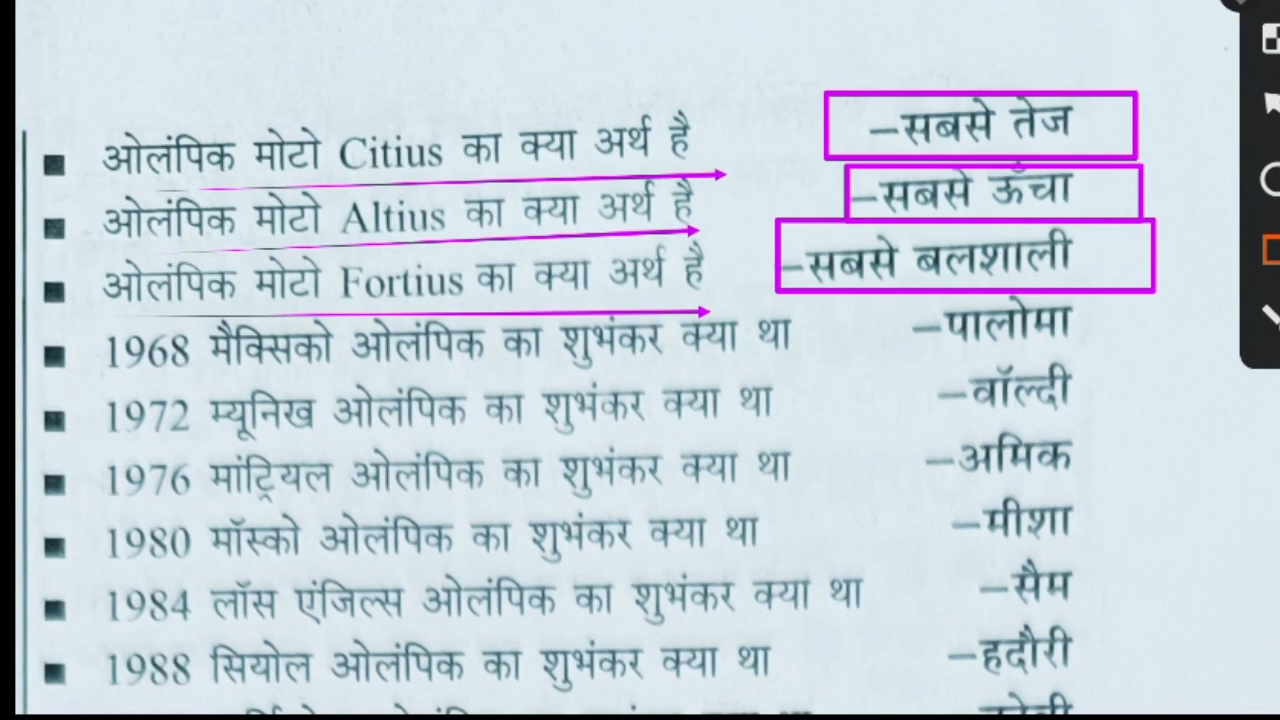 ओलंपिक मोटो Citius का क्या अर्थ है –सबसे तेज
ओलंपिक मोटो Altius का क्या अर्थ है –सबसे ऊँचा
ओलंपिक मोटो Fortius का क्या अर्थ है –सबसे बलशाली
1968 मैक्सिको ओलंपिक का शुभंकर क्या था –पालोमा
1972 म्यूनिख ओलंपिक का शुभंकर क्या था –वॉल्दी
1976 मांट्रियल ओलंपिक का शुभंकर क्या था –अमिक
1980 मॉस्को ओलंपिक का शुभंकर क्या था –मीशा
1984 लॉस एंजिल्स ओलंपिक का शुभंकर क्या था –सैम
1988 सियोल ओलंपिक का शुभंकर क्या था –हदौरी